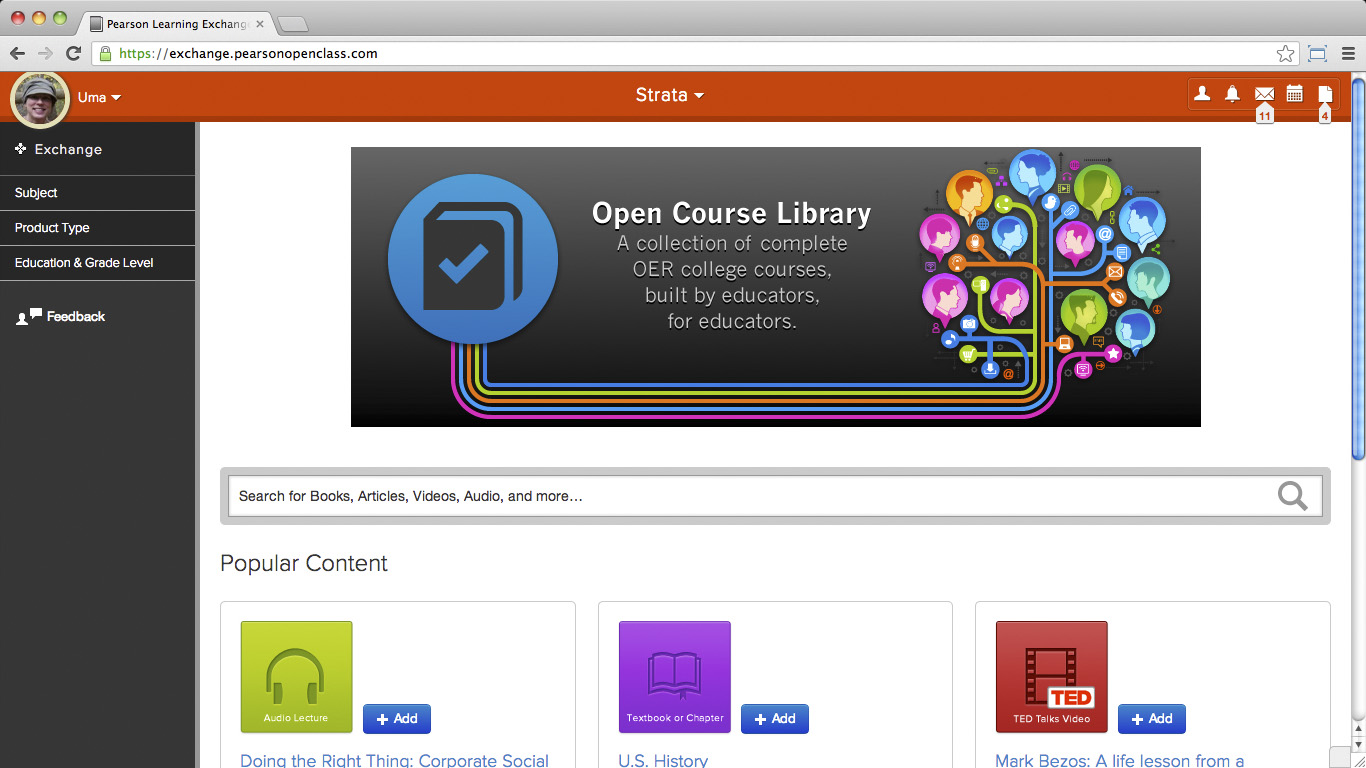 Pearson Learning Exchang
https://exchange.pearsonopenclass.com
Uma
Strata
11
4
Exchange
Subject
Product Type
Education & Grade Level
Feedback
Open Course Library
A collection of complete
OER college courses,
built by educators,
for educators.
Search for Books, Articles, Videos, Audio, and more...
Popular Content
Audio Lecture
+ Add
Doing the Right Thing: Corporate Social
Textbook or Chapter
+ Add
U.S. History
TED
TED Talks Video
+ Add
Mark Bezos: A life lesson from a